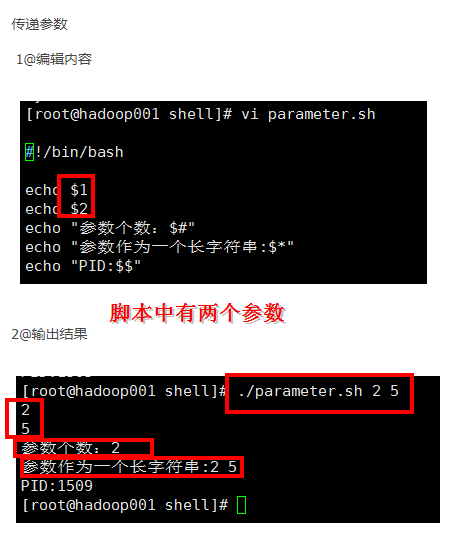 传递参数
1@编辑内容
[root@hadoop001 shell]# vi parameter.sh
#!/bin/bash
echo $1
echo $2
echo "参数个数：$#"
echo "参数作为一个长字符串:$*"
echo "PID:$$"
脚本中有两个参数
2@输出结果
[root@hadoop001 shell]# ./parameter.sh 2 5
2
5
参数个数：2
参数作为一个长字符串:2 5
PID:1509
[root@hadoop001 shell]#